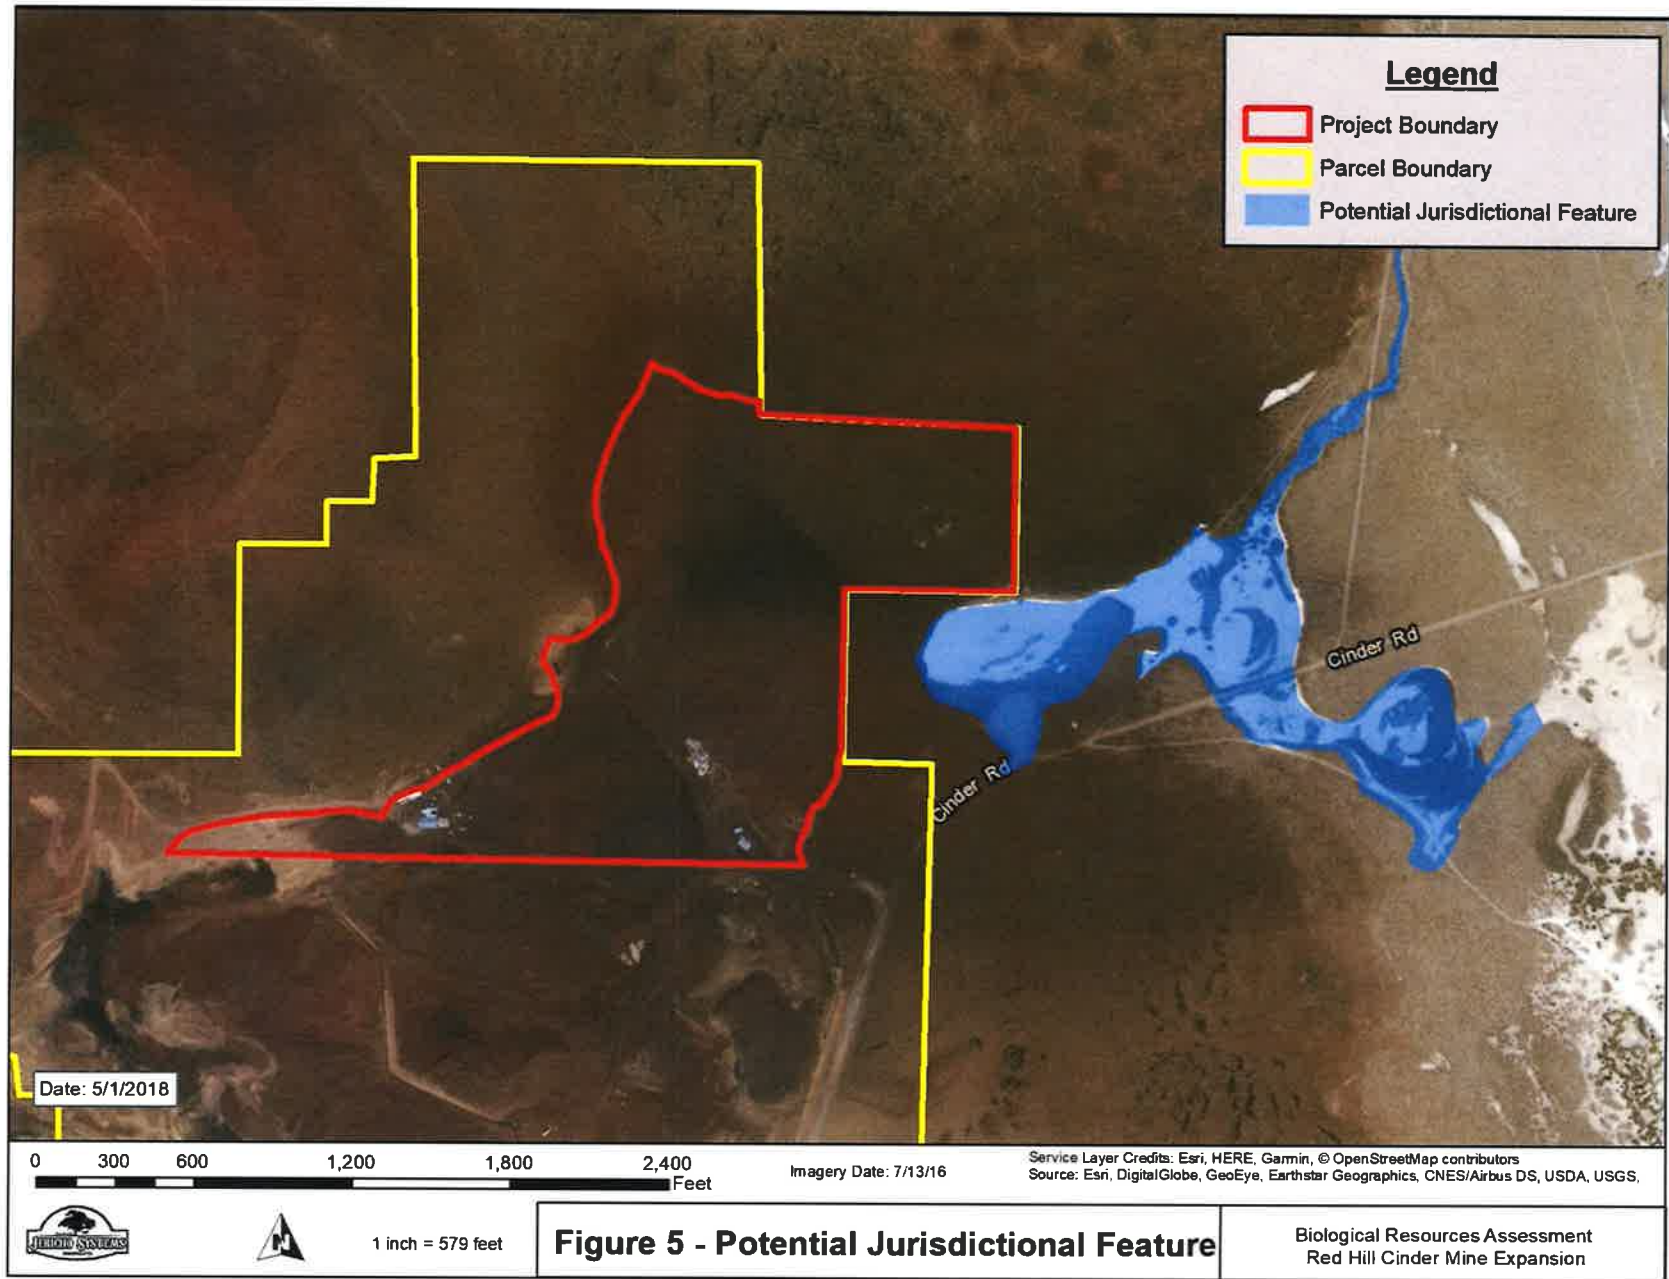 Legend
Project Boundary
Parcel Boundary
Potential Jurisdictional Feature
Cinder Rd
Cinder Rd
Date: 5/1/2018
0 300 600 1,200 1,800 2,400
Feet
Imagery Date: 7/13/16
Service Layer Credits: Esri, HERE, Garmin, © OpenStreetMap contributors
Source: Esri, DigitalGlobe, GeoEye, Earthstar Geographics, CNES/Airbus DS, USDA, USGS,
JERICHO SYSTEMS
N
1 inch = 579 feet
Figure 5 - Potential Jurisdictional Feature
Biological Resources Assessment
Red Hill Cinder Mine Expansion